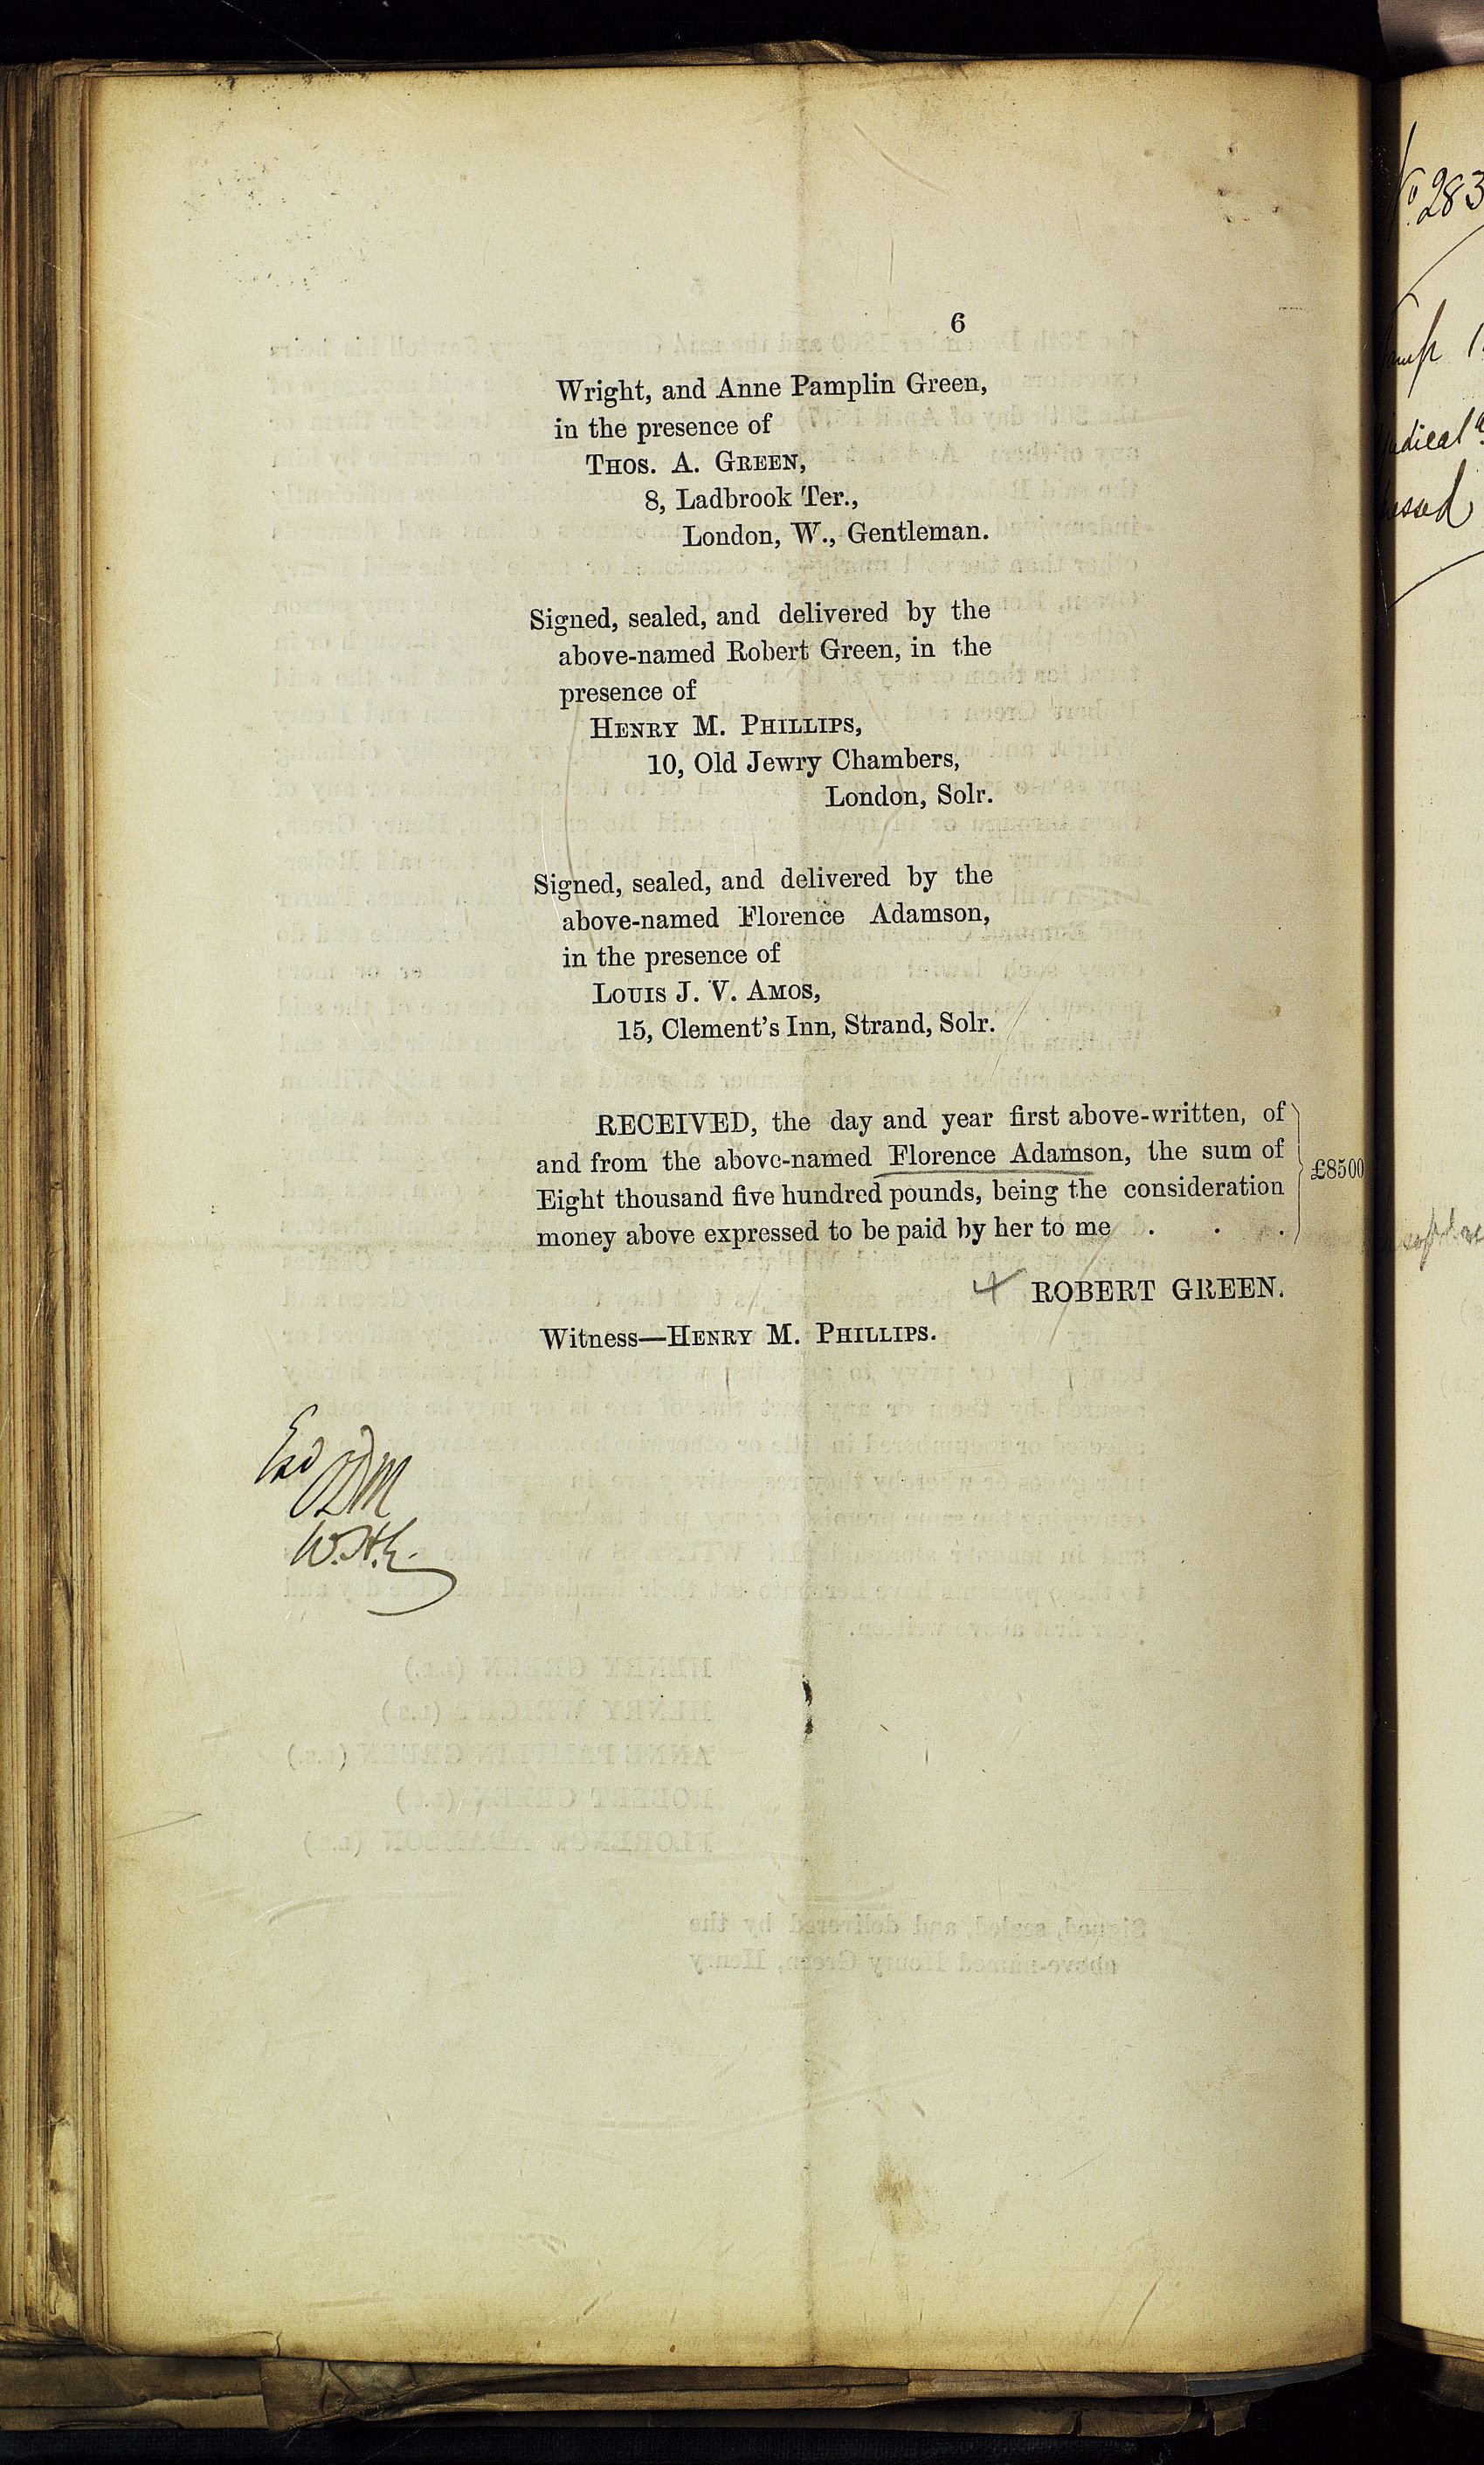 6
Wright, and Anne Pamplin Green,
in the presence of
Thos. A. Green,
8, Ladbrook Ter.,
London, W., Gentleman.
Signed, sealed, and delivered by the
above-named Robert Green, in the
presence of
Henry M. Phillips,
10, Old Jewry Chambers,
London, Solr.
Signed, sealed, and delivered by the
above-named Florence Adamson,
in the presence of
Louis J. V. Amos,
15, Clement's Inn, Strand, Solr.
RECEIVED, the day and year first above-written, of
and from the above-named Florence Adamson, the sum of
Eight thousand five hundred pounds, being the consideration
money above expressed to be paid by her to me . . .
£8500
ROBERT GREEN.
Witness—Henry M. Phillips.
Exd
W.H.G.
No. 283